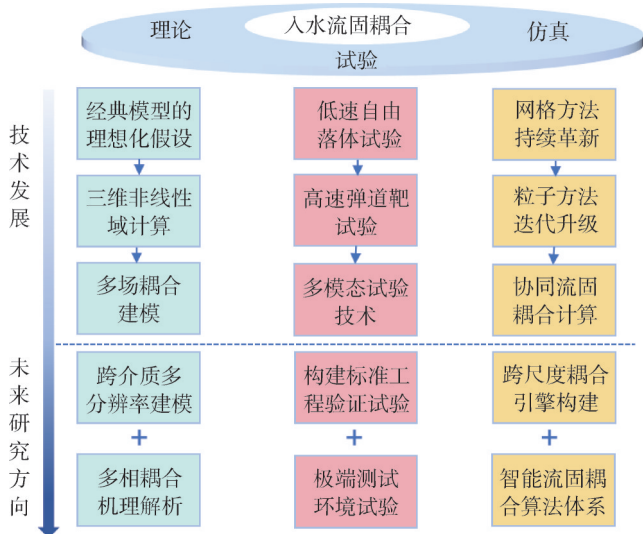 理论
入水流固耦合
仿真
试验
技术发展
经典模型的
理想化假设
低速自由
落体试验
网格方法
持续革新
三维非线性
域计算
高速弹道靶
试验
粒子方法
迭代升级
多场耦合
建模
多模态试验
技术
协同流固
耦合计算
未来研究方向
跨介质多
分辨率建模
构建标准工
程验证试验
跨尺度耦合
引擎构建
+
+
+
多相耦合
机理解析
极端测试
环境试验
智能流固耦
合算法体系